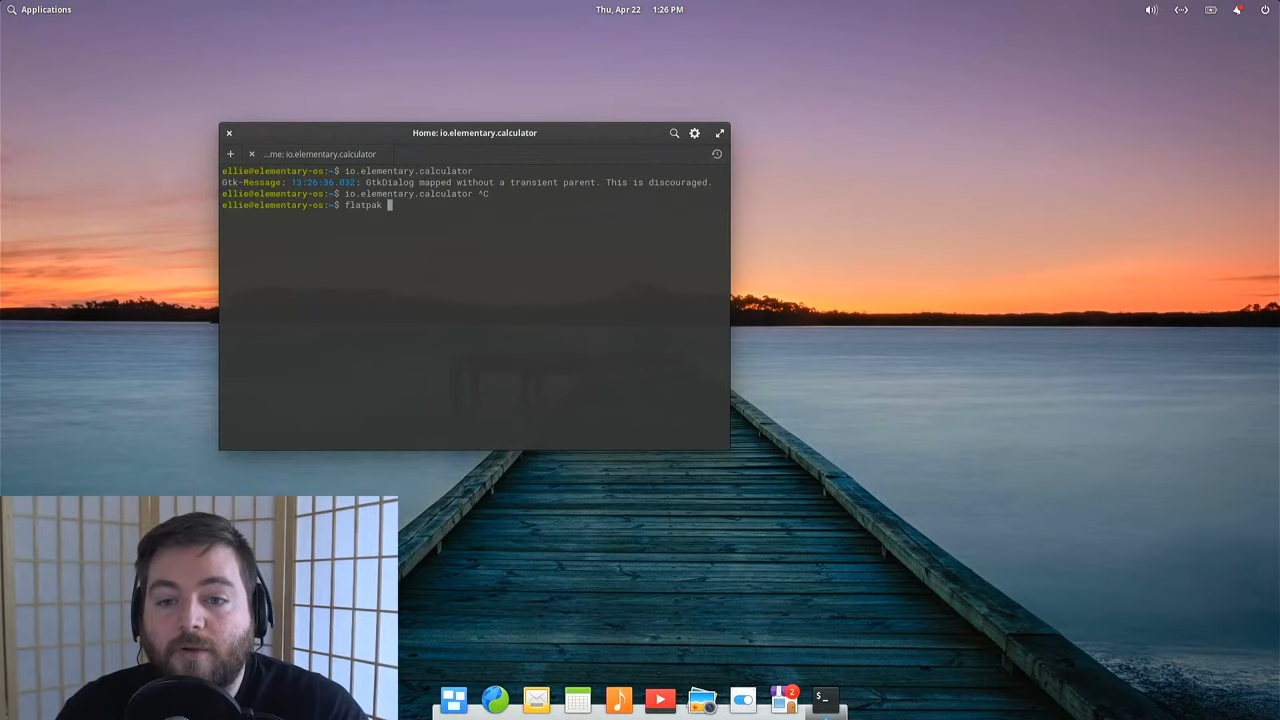 Applications
Thu, Apr 22 1:26 PM
Home: io.elementary.calculator
...me: io.elementary.calculator
ellie@elementary-os:~$ io.elementary.calculator
Gtk-Message: 13:26:36.032: GtkDialog mapped without a transient parent. This is discouraged.
ellie@elementary-os:~$ io.elementary.calculator ^C
ellie@elementary-os:~$ flatpak
2
>_